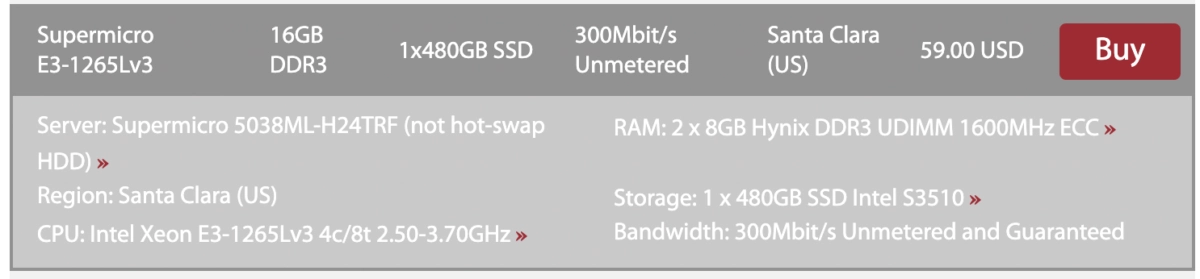 Supermicro E3-1265Lv3 16GB DDR3 1x480GB SSD 300Mbit/s Unmetered Santa Clara (US) 59.00 USD Buy
Server: Supermicro 5038ML-H24TRF (not hot-swap
HDD) »
Region: Santa Clara (US)
CPU: Intel Xeon E3-1265Lv3 4c/8t 2.50-3.70GHz »
RAM: 2 x 8GB Hynix DDR3 UDIMM 1600MHz ECC »
Storage: 1 x 480GB SSD Intel S3510 »
Bandwidth: 300Mbit/s Unmetered and Guaranteed